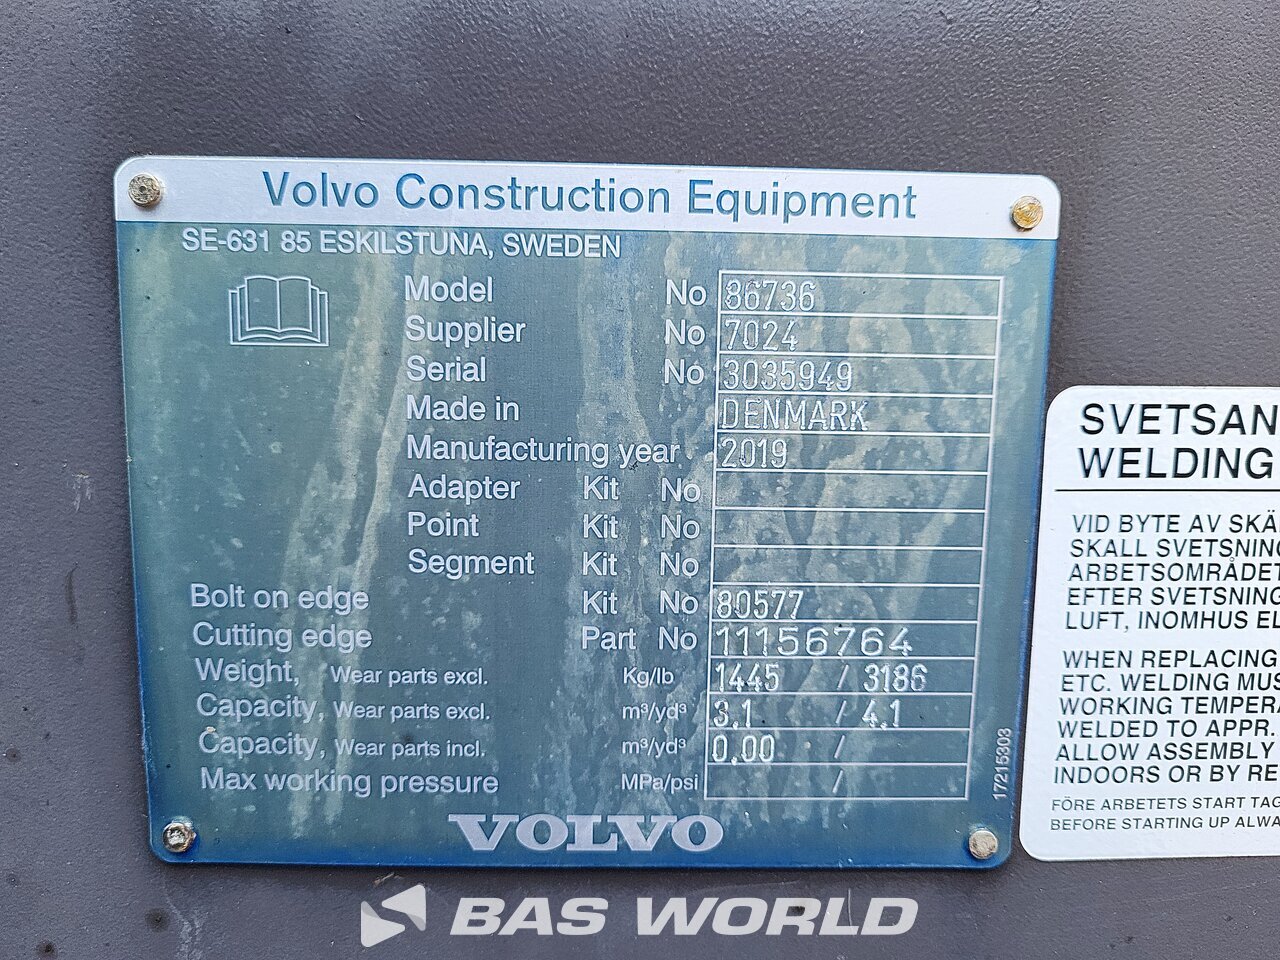 Volvo Construction Equipment
SE-631 85 ESKILSTUNA, SWEDEN
Model No 86736
Supplier No 7024
Serial No 3035949
Made in DENMARK
Manufacturing year 2019
Adapter Kit No
Point Kit No
Segment Kit No
Bolt on edge Kit No 80577
Cutting edge Part No 11156764
Weight, Wear parts excl. Kg/lb 1445 / 3186
Capacity, Wear parts excl. m³/yd³ 3.1 / 4.1
Capacity, Wear parts incl. m³/yd³ 0.00 /
Max working pressure MPa/psi /
17215303
VOLVO
SVETSAN
WELDING
VID BYTE AV SKÄ
SKALL SVETSNING
ARBETSOMRÅDET
EFTER SVETSNING
LUFT, INOMHUS EL
WHEN REPLACING
ETC. WELDING MUS
WORKING TEMPERA
WELDED TO APPR.
ALLOW ASSEMBLY
INDOORS OR BY RE
FÖRE ARBETETS START TAG
BEFORE STARTING UP ALWA
BAS WORLD